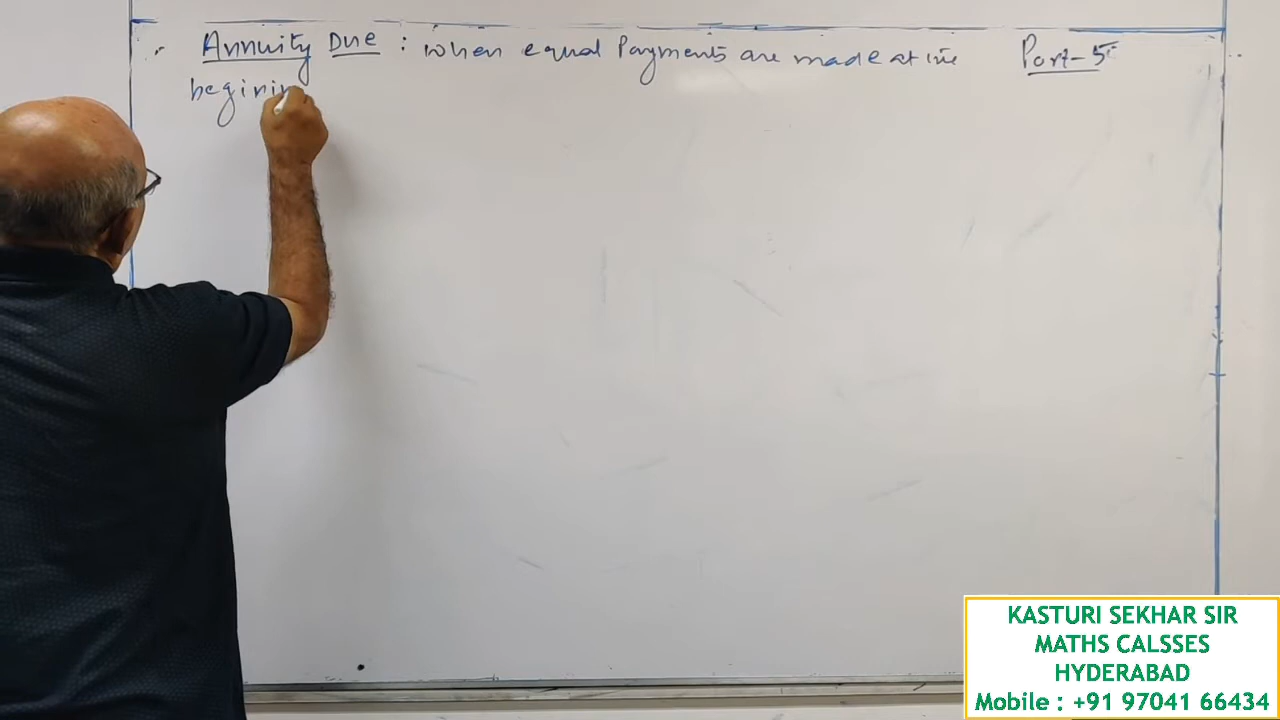 Annuity Due : when equal Payments are made at the
Part-5
beginin
KASTURI SEKHAR SIR
MATHS CALSSES
HYDERABAD
Mobile : +91 97041 66434